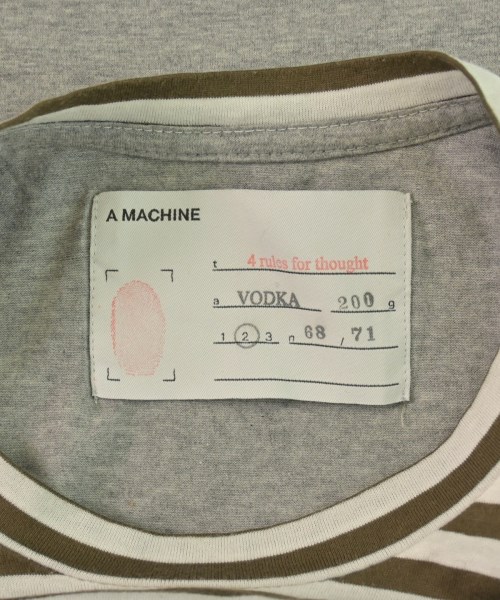 A MACHINE
t 4 rules for thought
a VODKA 200 g
1 2 3 n 68 / 71